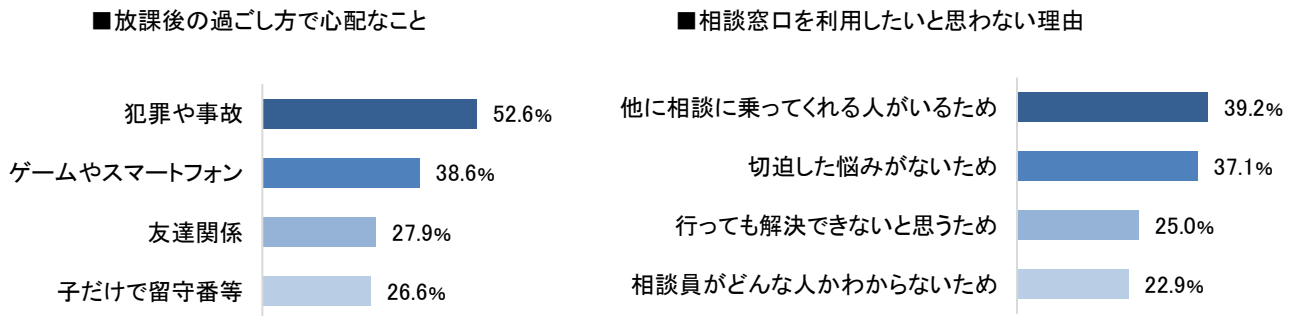 ■放課後の過ごし方で心配なこと
犯罪や事故 52.6%
ゲームやスマートフォン 38.6%
友達関係 27.9%
子だけで留守番等 26.6%
■相談窓口を利用したいと思わない理由
他に相談に乗ってくれる人がいるため 39.2%
切迫した悩みがないため 37.1%
行っても解決できないと思うため 25.0%
相談員がどんな人かわからないため 22.9%